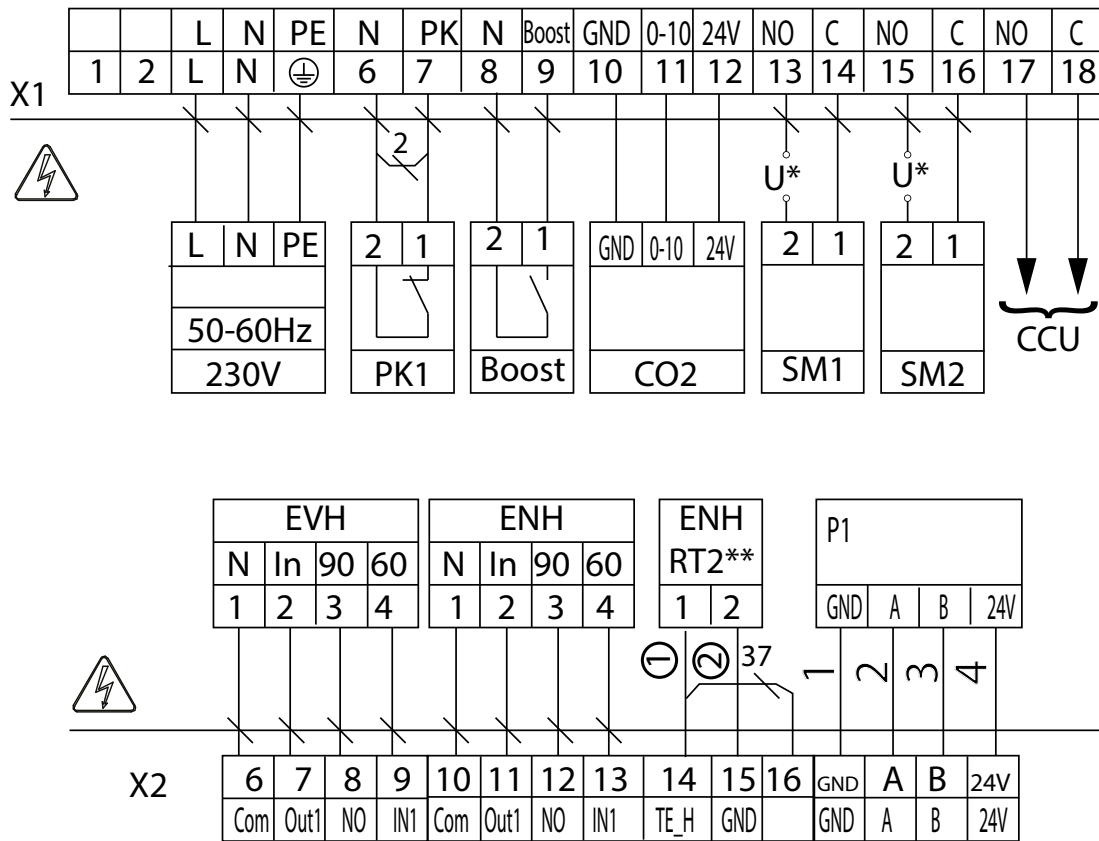 L N PE N PK N Boost GND 0-10 24V NO C NO C NO C
1 2 L N 6 7 8 9 10 11 12 13 14 15 16 17 18
X1
2
U* U*
L N PE 2 1 2 1 GND 0-10 24V 2 1 2 1
50-60Hz
230V PK1 Boost CO2 SM1 SM2
CCU
EVH ENH ENH P1
N In 90 60 N In 90 60 RT2**
1 2 3 4 1 2 3 4 1 2 GND A B 24V
1 2 37 1 2 3 4
X2
6 7 8 9 10 11 12 13 14 15 16 GND A B 24V
Com Out1 NO IN1 Com Out1 NO IN1 TE_H GND GND A B 24V